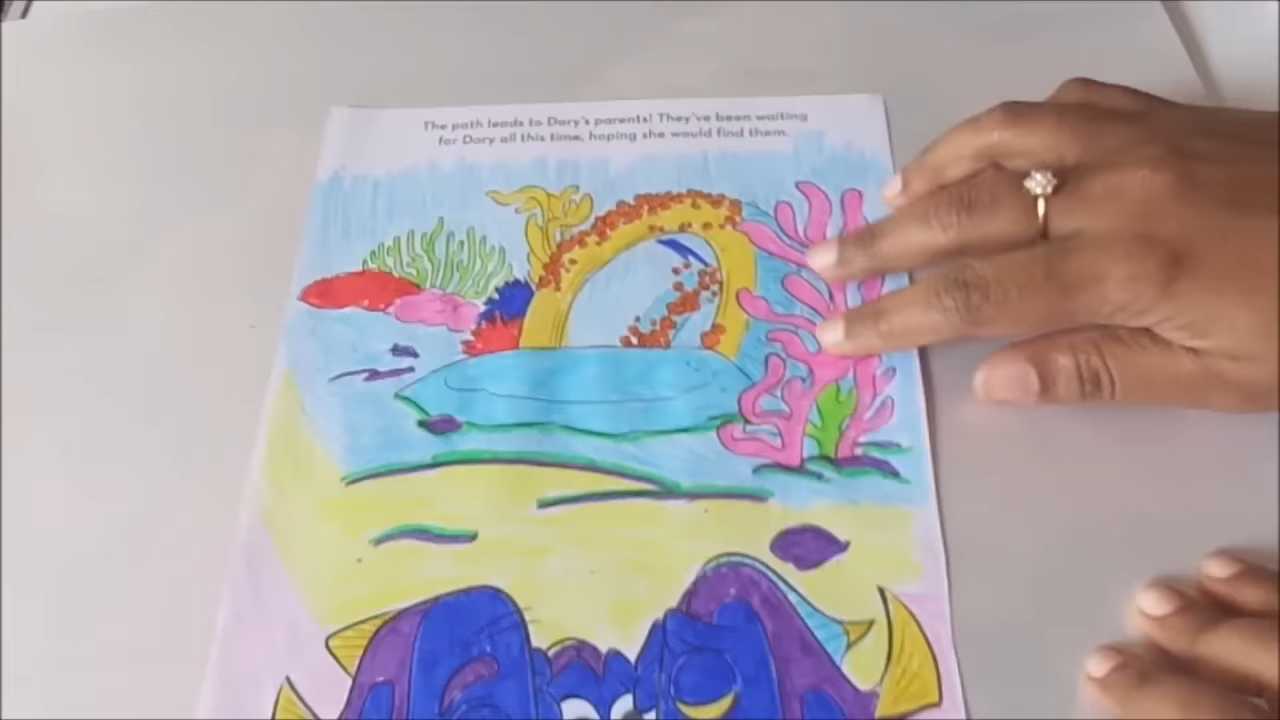 The path leads to Dory's parents! They've been waiting
for Dory all this time, hoping she would find them.